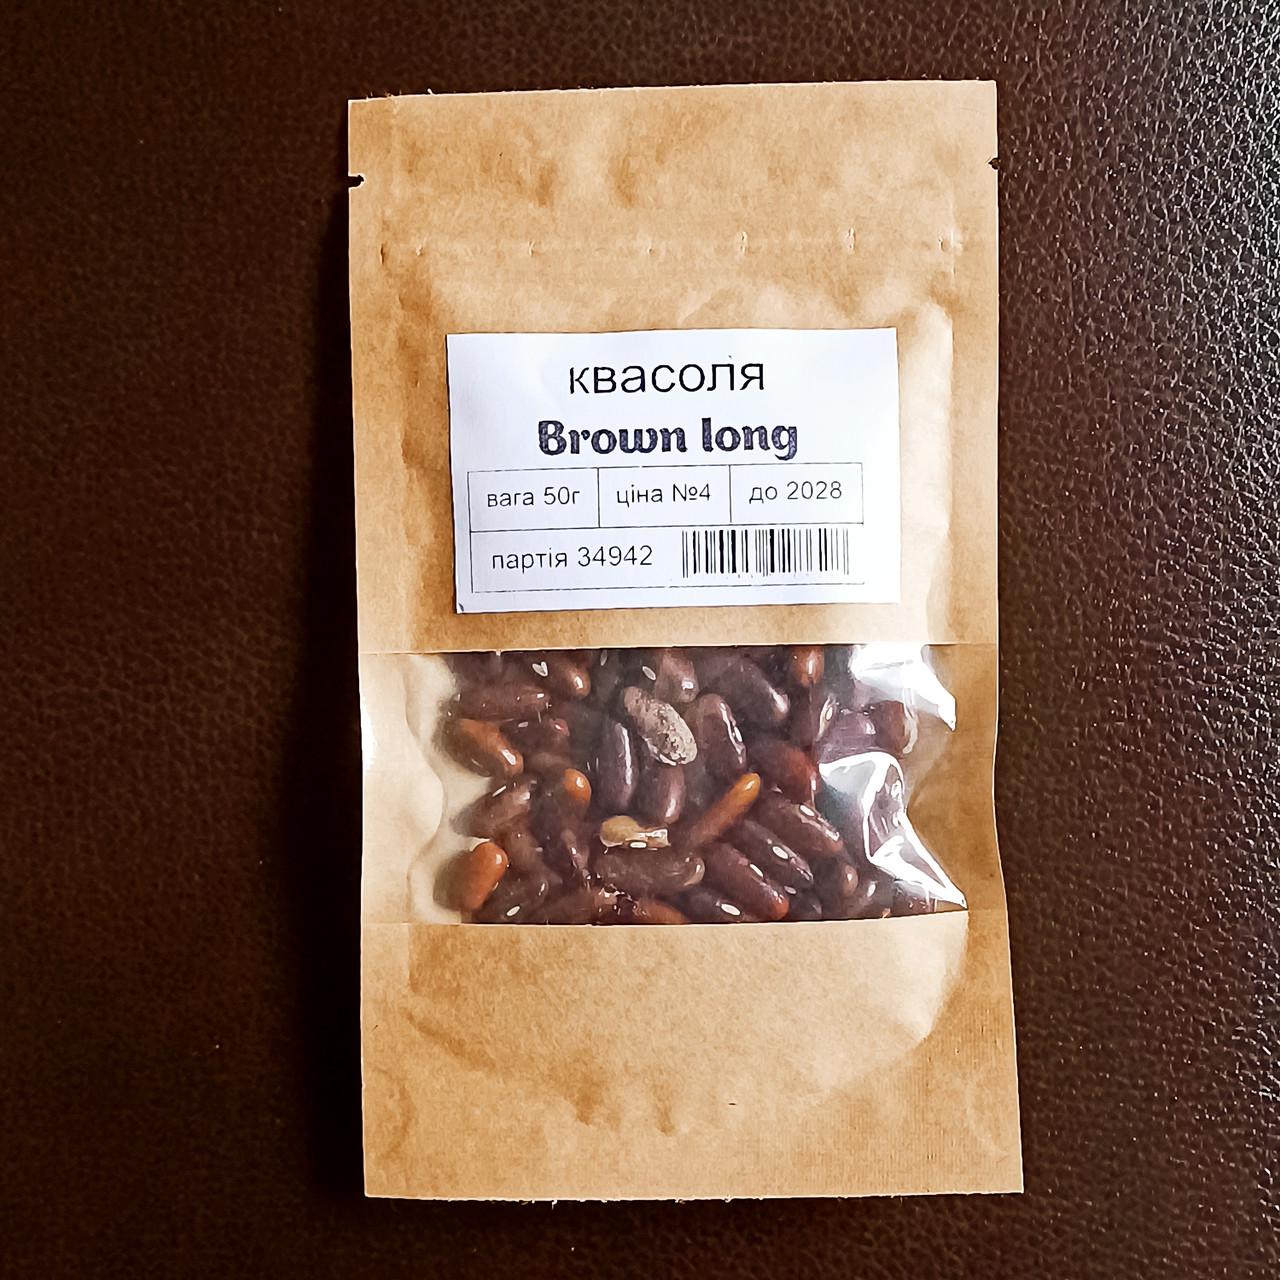 квасоля
Brown long
вага 50г ціна №4 до 2028
партія 34942